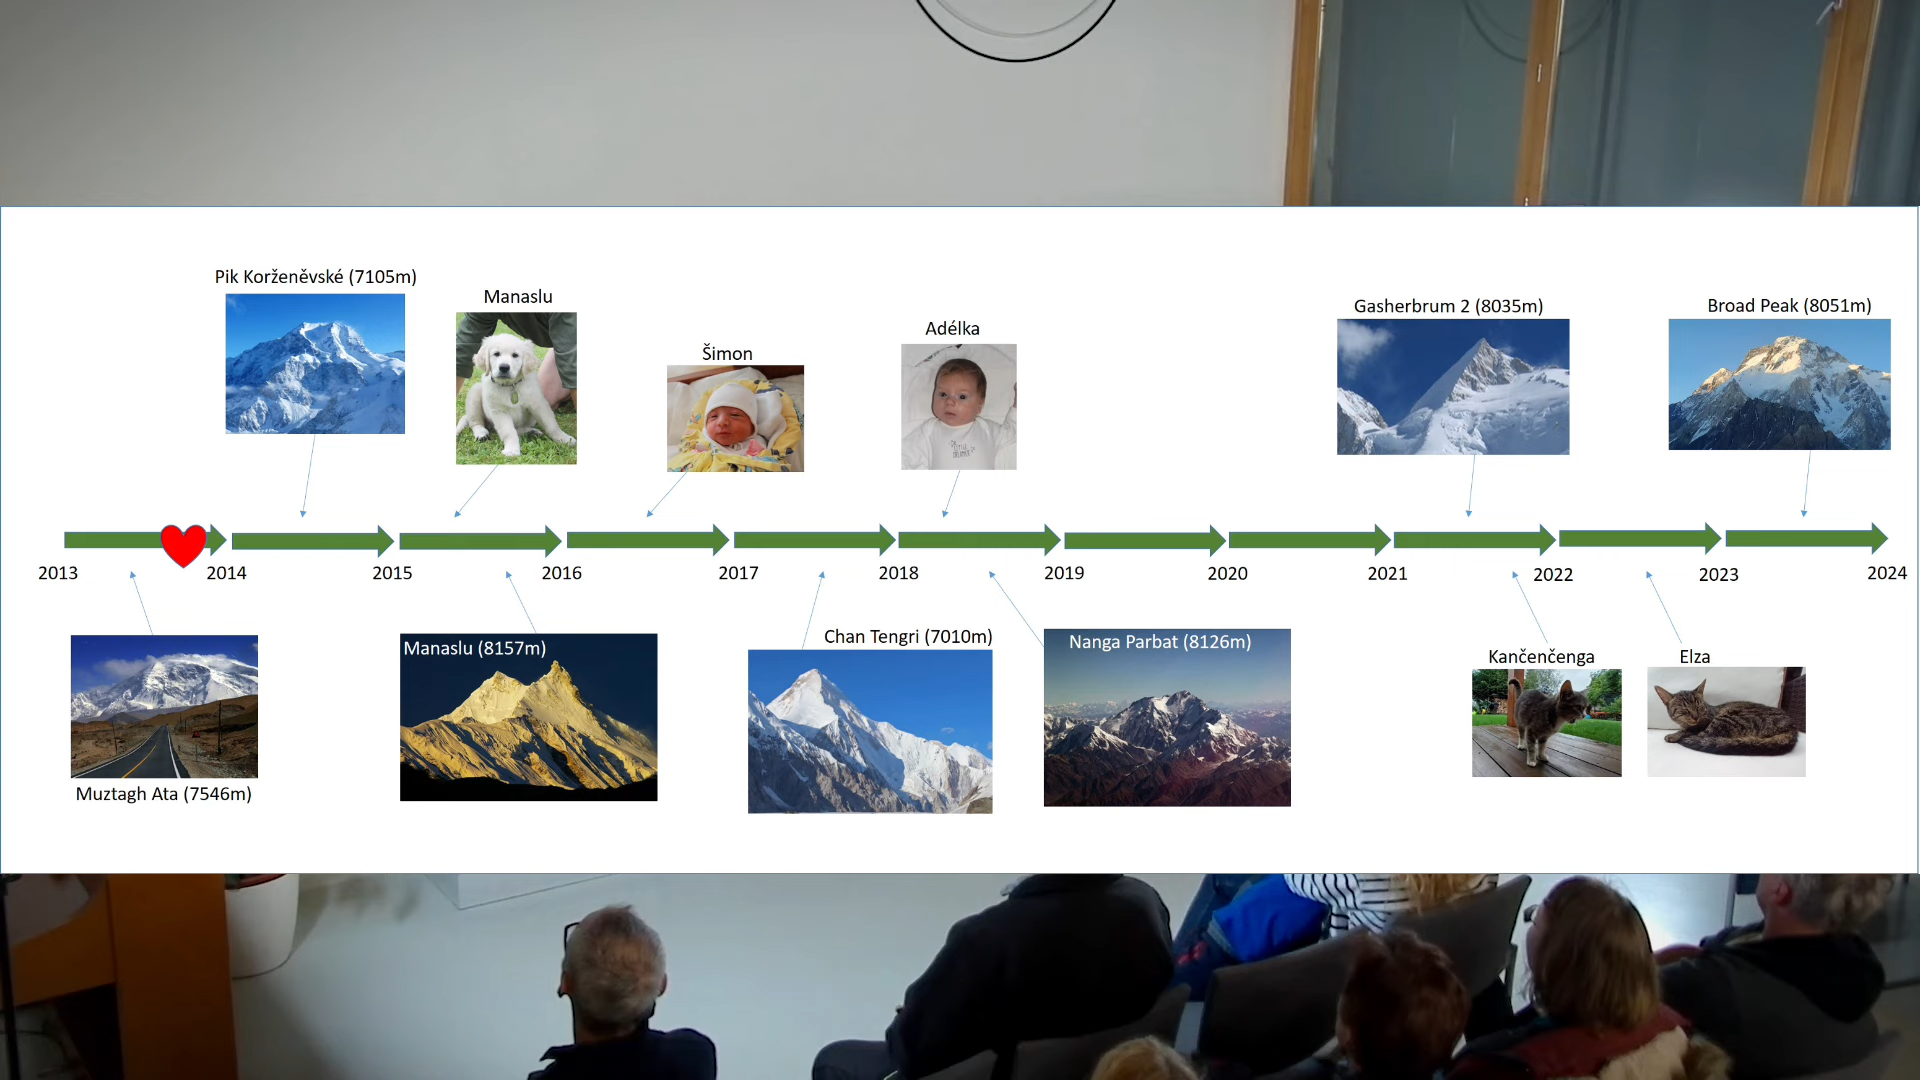 Pik Korženěvské (7105m)
Manaslu
Šimon
Adélka
Gasherbrum 2 (8035m)
Broad Peak (8051m)
2013
2014
2015
2016
2017
2018
2019
2020
2021
2022
2023
2024
Muztagh Ata (7546m)
Manaslu (8157m)
Chan Tengri (7010m)
Nanga Parbat (8126m)
Kančenčenga
Elza